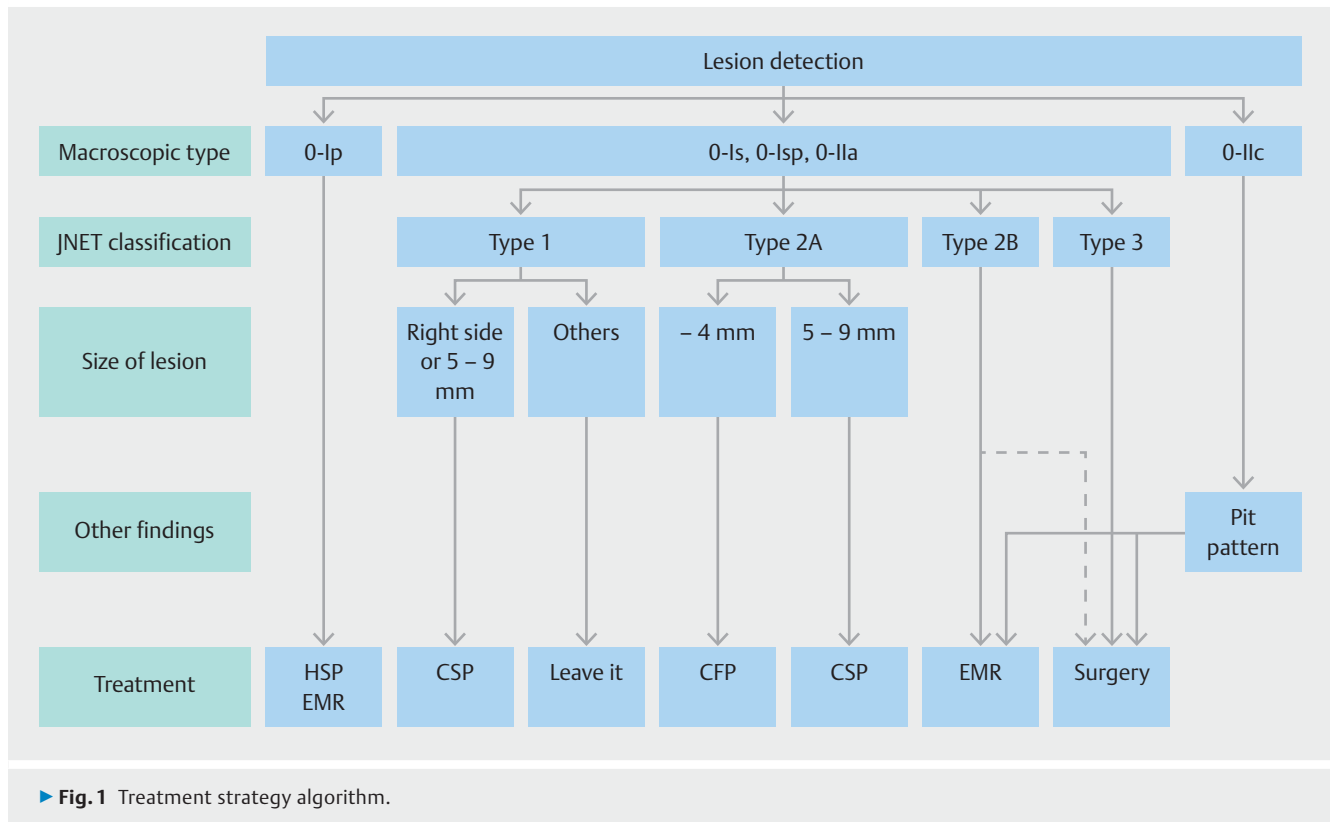 Lesion detection
Macroscopic type
0-Ip
0-Is, 0-Isp, 0-IIa
0-IIc
JNET classification
Type 1
Type 2A
Type 2B
Type 3
Size of lesion
Right side
or 5 – 9
mm
Others
– 4 mm
5 – 9 mm
Other findings
Pit
pattern
Treatment
HSP
EMR
CSP
Leave it
CFP
CSP
EMR
Surgery
▶ Fig. 1 Treatment strategy algorithm.